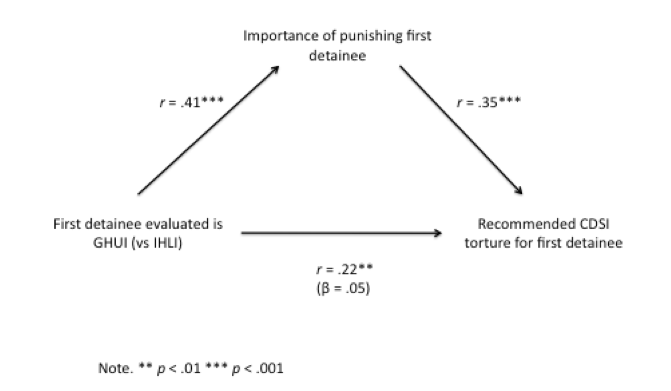 Importance of punishing first
detainee
r = .41***
r = .35***
First detainee evaluated is
GHUI (vs IHLI)
Recommended CDSI
torture for first detainee
r = .22**
(β = .05)
Note. ** p < .01 *** p < .001